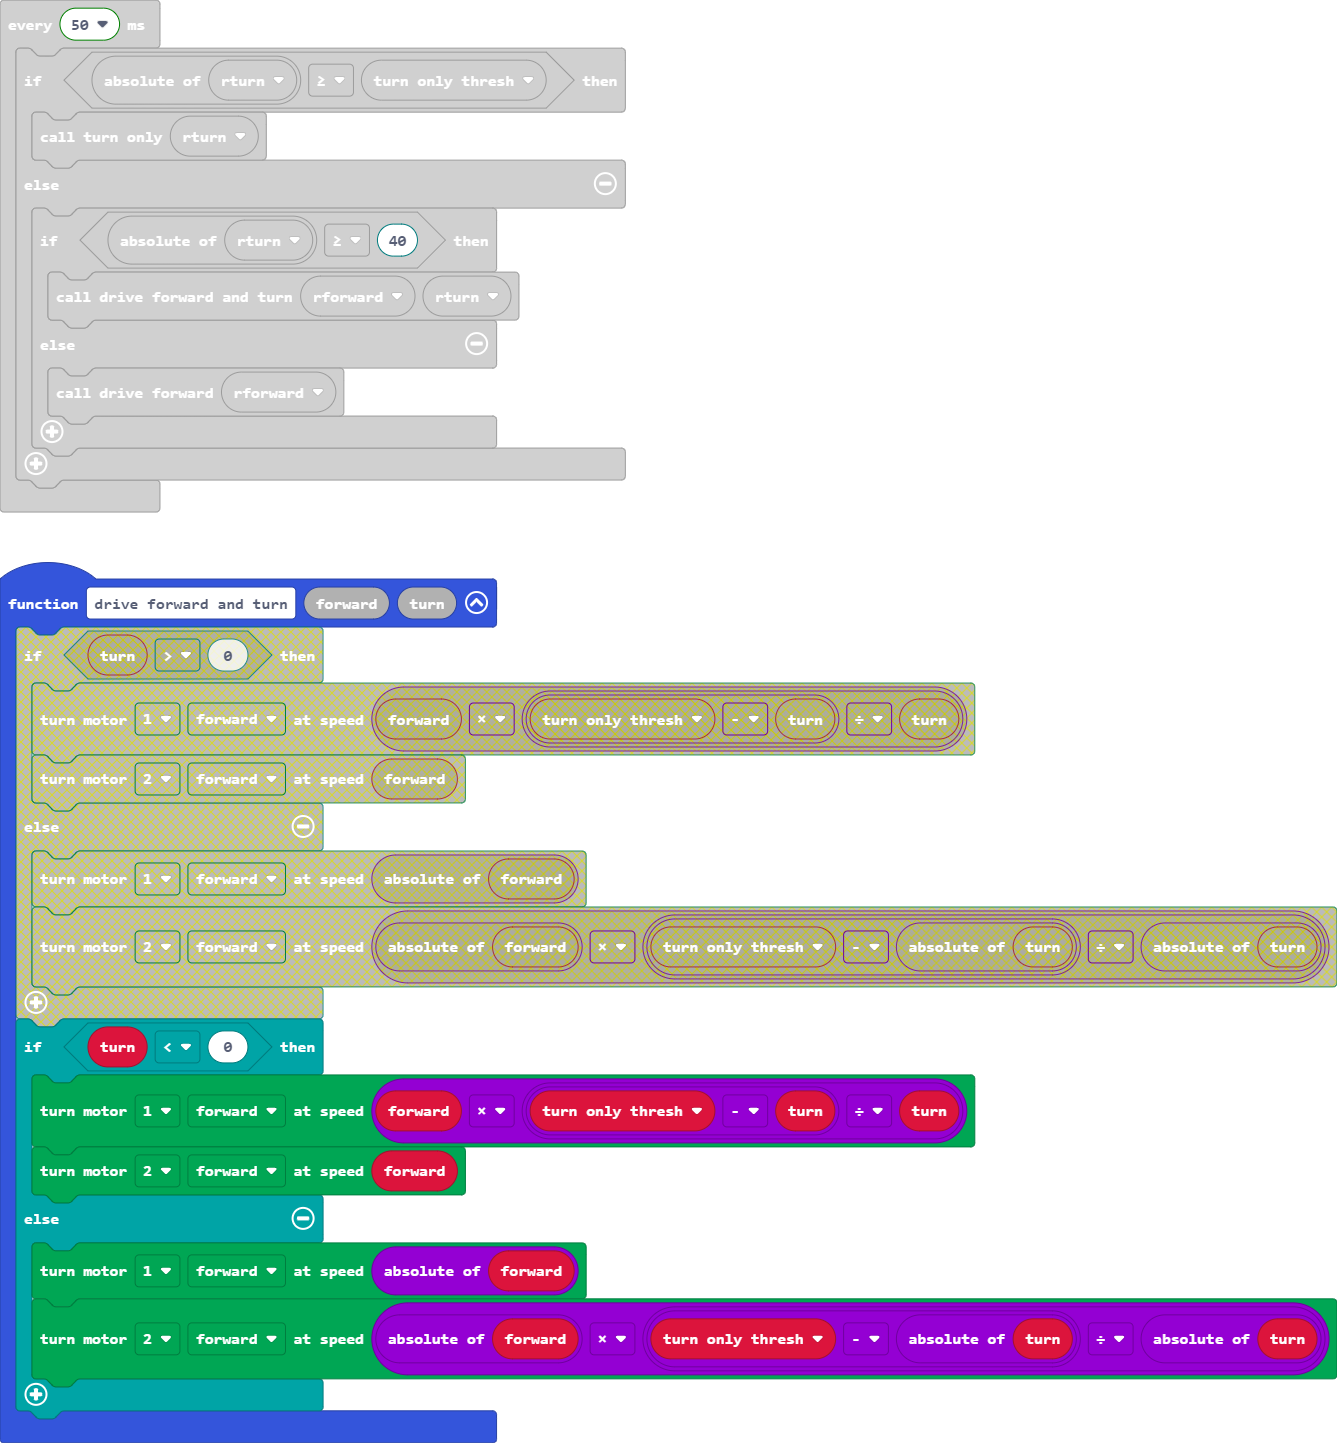 every 50 ms
if absolute of rturn ≥ turn only thresh then
call turn only rturn
else
if absolute of rturn ≥ 40 then
call drive forward and turn rforward rturn
else
call drive forward rforward
function drive forward and turn forward turn
if turn > 0 then
turn motor 1 forward at speed forward × turn only thresh - turn ÷ turn
turn motor 2 forward at speed forward
else
turn motor 1 forward at speed absolute of forward
turn motor 2 forward at speed absolute of forward × turn only thresh - absolute of turn ÷ absolute of turn
if turn < 0 then
turn motor 1 forward at speed forward × turn only thresh - turn ÷ turn
turn motor 2 forward at speed forward
else
turn motor 1 forward at speed absolute of forward
turn motor 2 forward at speed absolute of forward × turn only thresh - absolute of turn ÷ absolute of turn